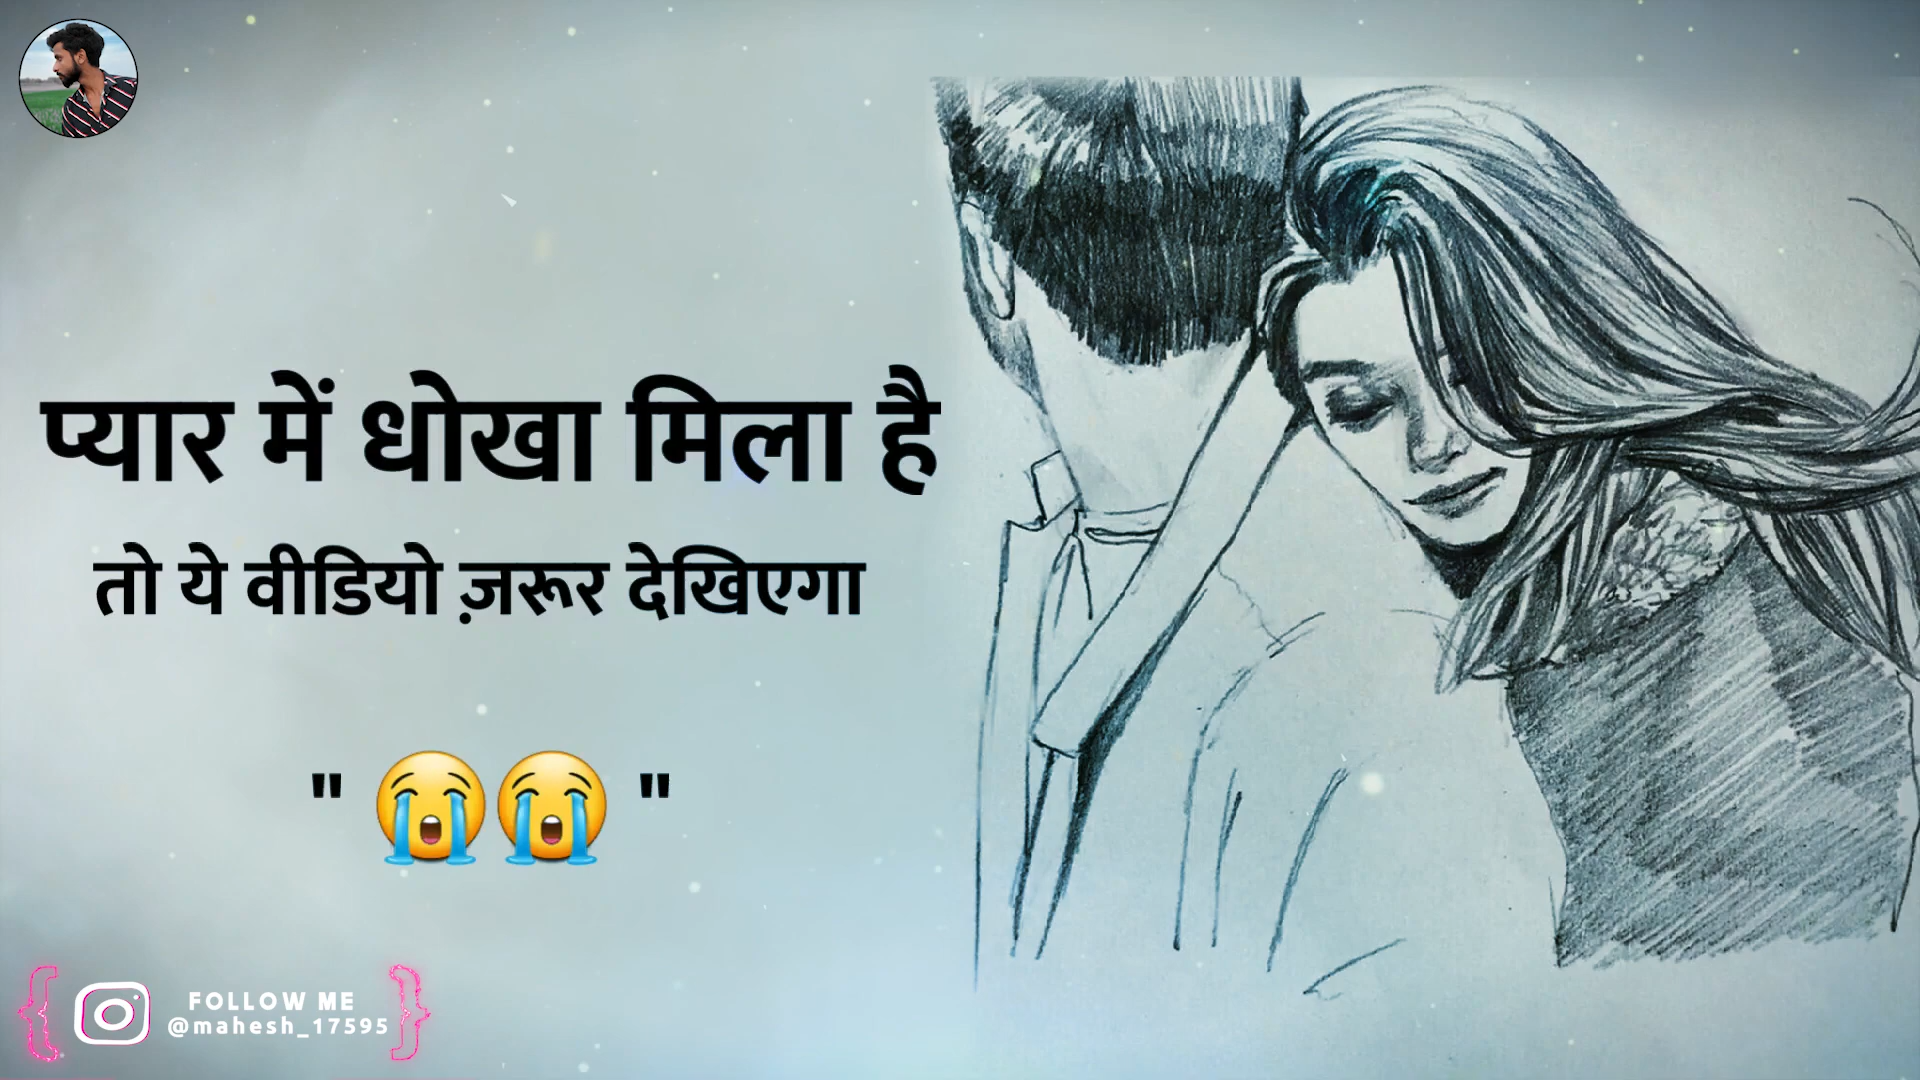 प्यार में धोखा मिला है
तो ये वीडियो ज़रूर देखिएगा
" 😭😭 "
FOLLOW ME
@mahesh_17595